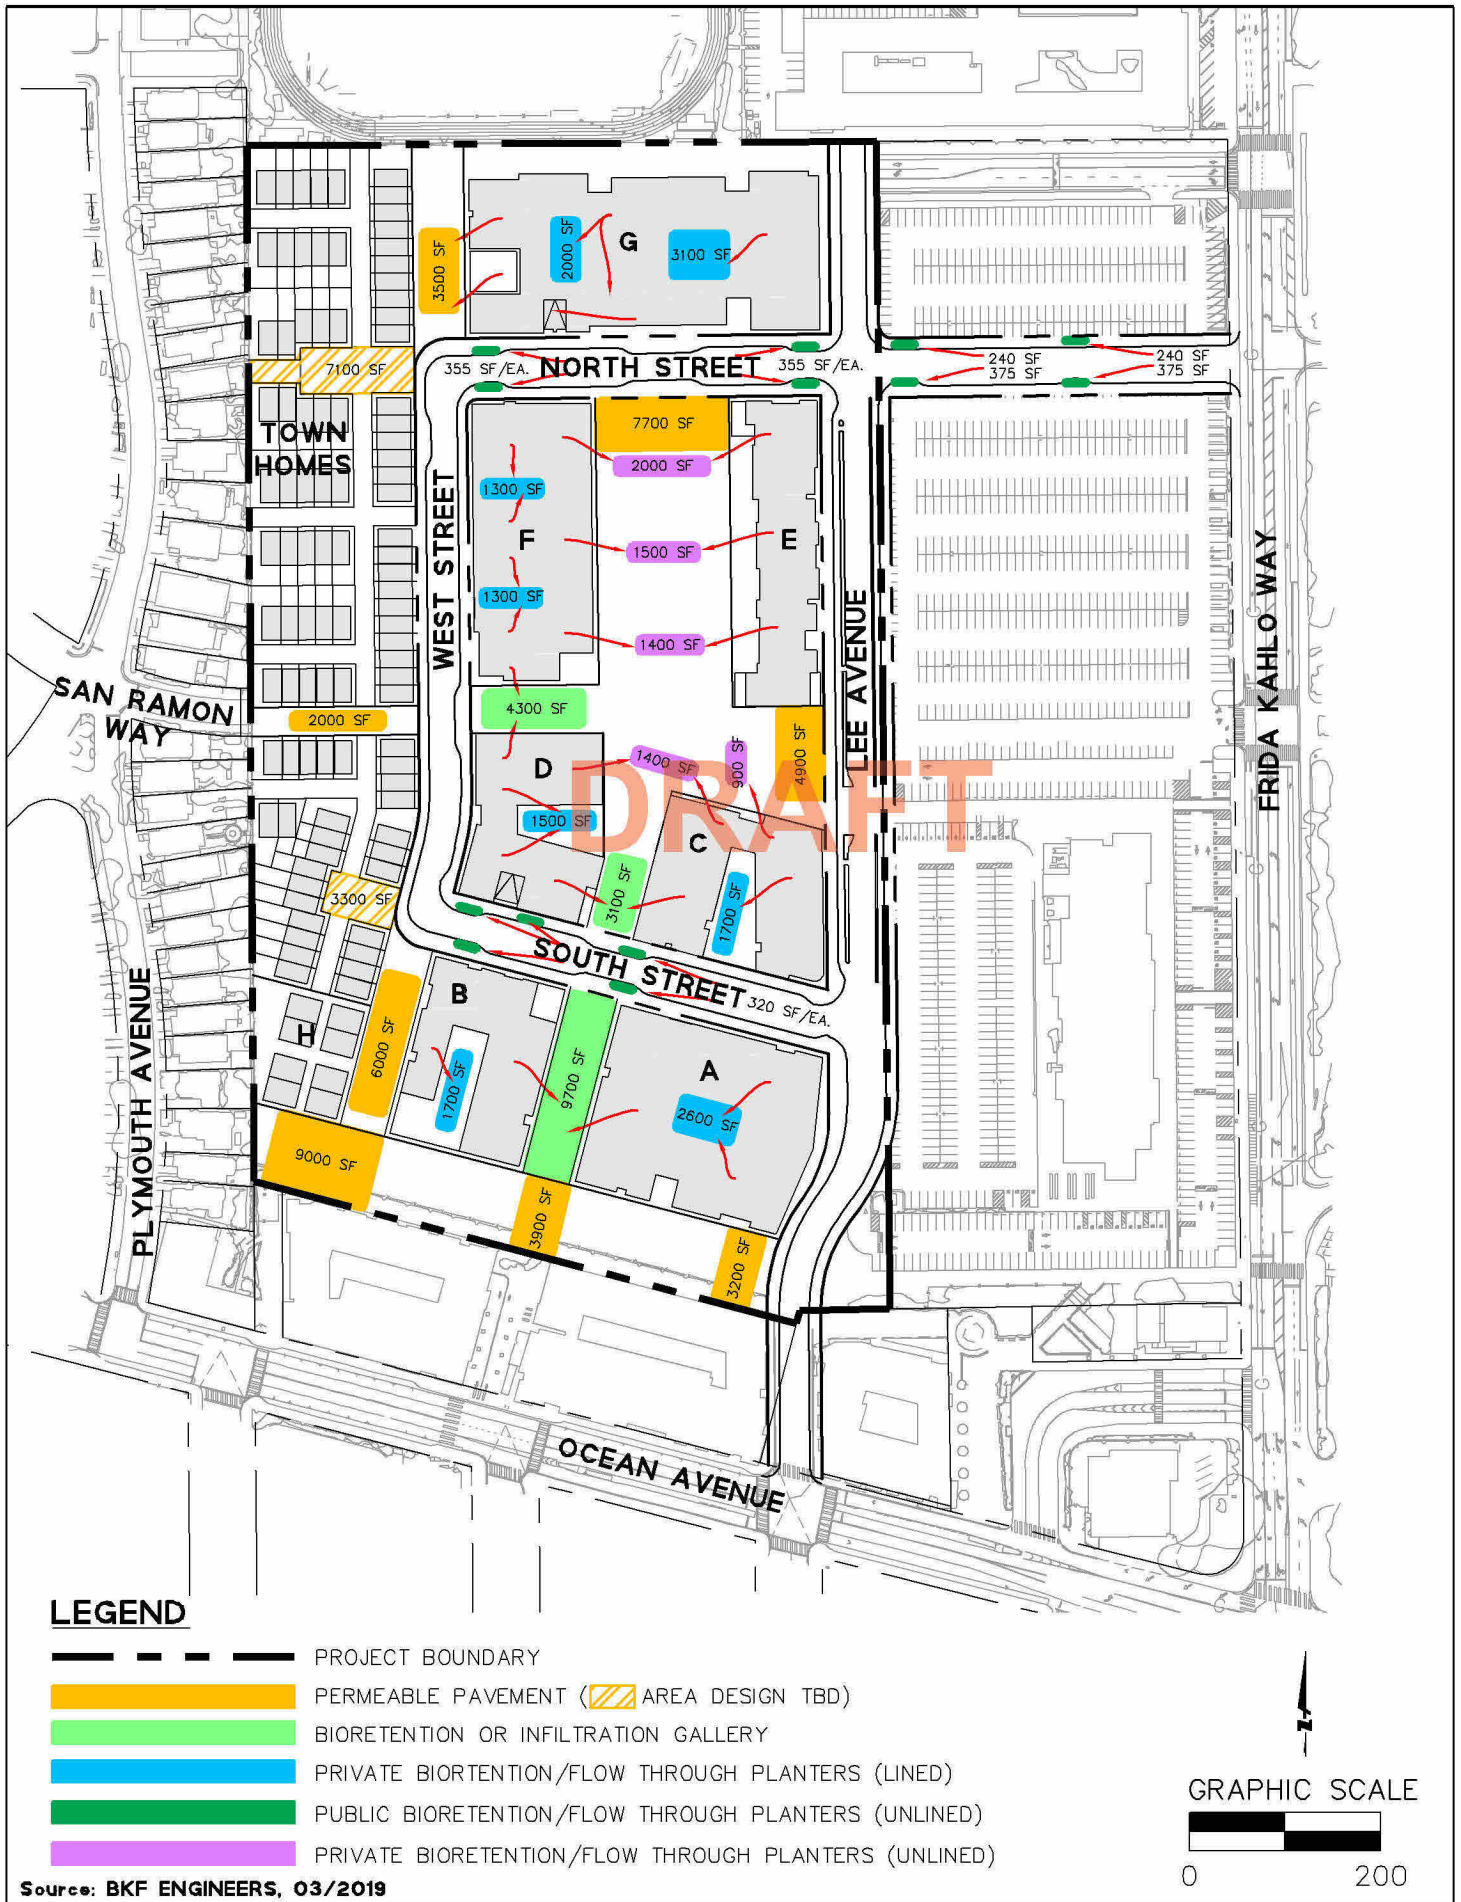 G
2000 SF
3100 SF
3500 SF
355 SF/EA.
NORTH STREET
355 SF/EA.
240 SF
375 SF
240 SF
375 SF
7100 SF
TOWN
HOMES
7700 SF
2000 SF
1300 SF
WEST STREET
F
1500 SF
E
1300 SF
1400 SF
LEE AVENUE
FRIDA KAHLO WAY
SAN RAMON
WAY
2000 SF
4300 SF
D
1400 SF
900 SF
4900 SF
DRAFT
1500 SF
C
3300 SF
3100 SF
1700 SF
SOUTH STREET
320 SF/EA.
PLYMOUTH AVENUE
B
H
6000 SF
1700 SF
9700 SF
A
2600 SF
9000 SF
3900 SF
3200 SF
OCEAN AVENUE
LEGEND
PROJECT BOUNDARY
PERMEABLE PAVEMENT ( AREA DESIGN TBD)
BIORETENTION OR INFILTRATION GALLERY
PRIVATE BIORTENTION/FLOW THROUGH PLANTERS (LINED)
PUBLIC BIORETENTION/FLOW THROUGH PLANTERS (UNLINED)
PRIVATE BIORETENTION/FLOW THROUGH PLANTERS (UNLINED)
Source: BKF ENGINEERS, 03/2019
N
GRAPHIC SCALE
0 200